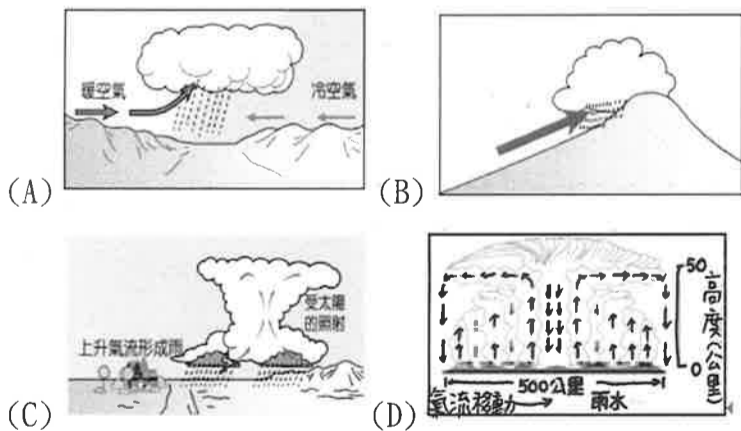 暖空氣
冷空氣
(A)
(B)
受太陽
的照射
上升氣流形成雨
(C)
50
高度(公里)
0
500公里
氣流移動
雨水
(D)